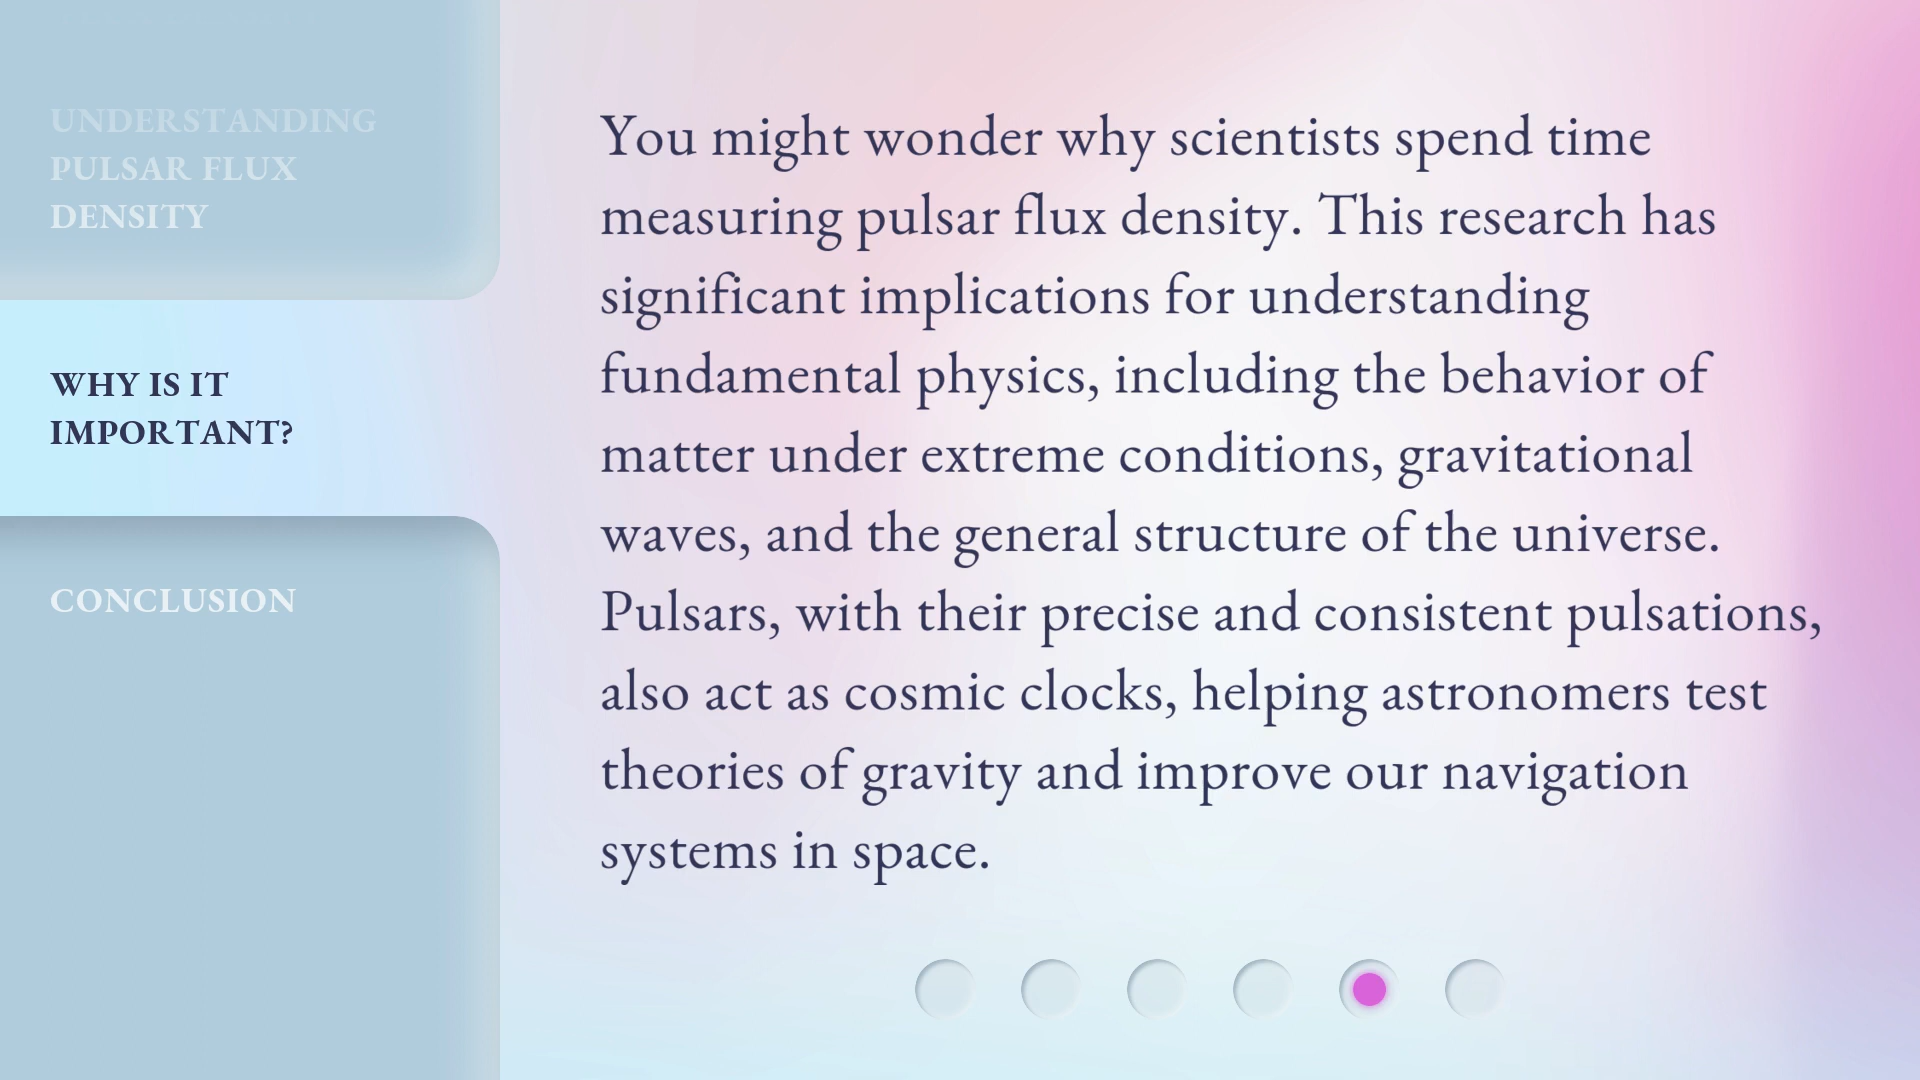 UNDERSTANDING
PULSAR FLUX
DENSITY
WHY IS IT
IMPORTANT?
CONCLUSION
You might wonder why scientists spend time
measuring pulsar flux density. This research has
significant implications for understanding
fundamental physics, including the behavior of
matter under extreme conditions, gravitational
waves, and the general structure of the universe.
Pulsars, with their precise and consistent pulsations,
also act as cosmic clocks, helping astronomers test
theories of gravity and improve our navigation
systems in space.